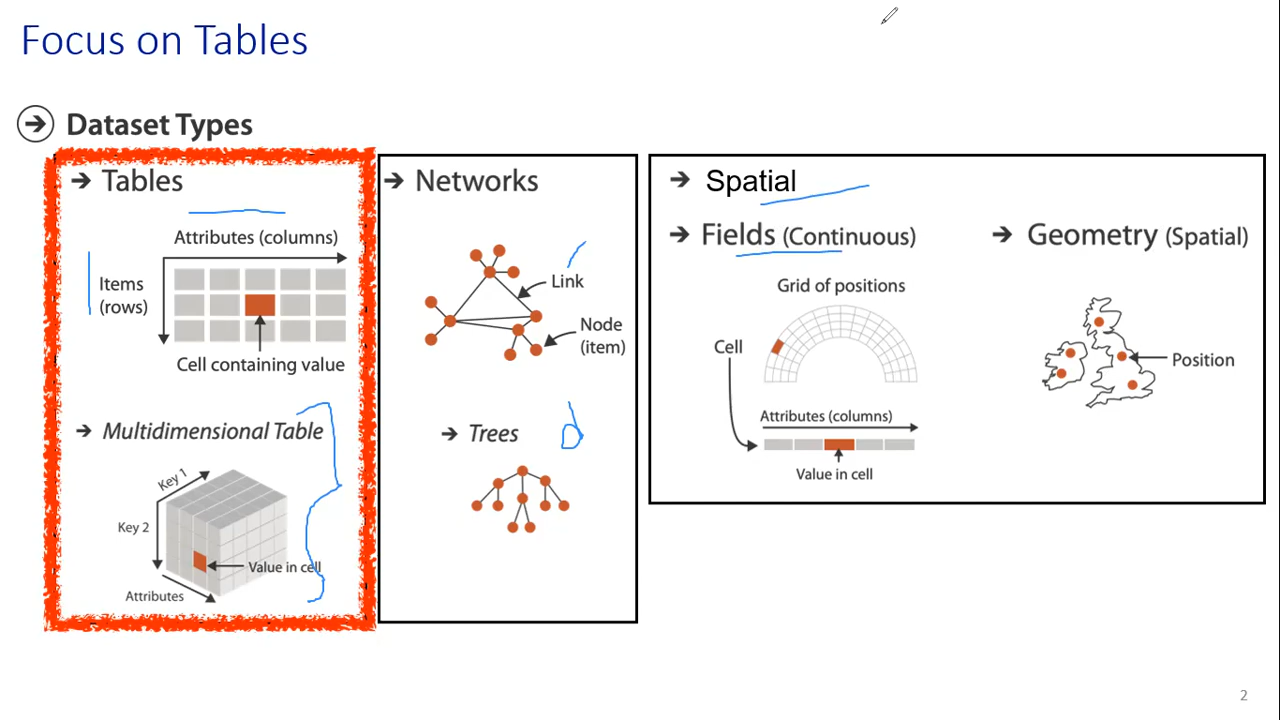 Focus on Tables
Dataset Types
Tables
Attributes (columns)
Items
(rows)
Cell containing value
Multidimensional Table
Key 1
Key 2
Value in cell
Attributes
Networks
Link
Node
(item)
Trees
Spatial
Fields (Continuous)
Grid of positions
Cell
Attributes (columns)
Value in cell
Geometry (Spatial)
Position
2